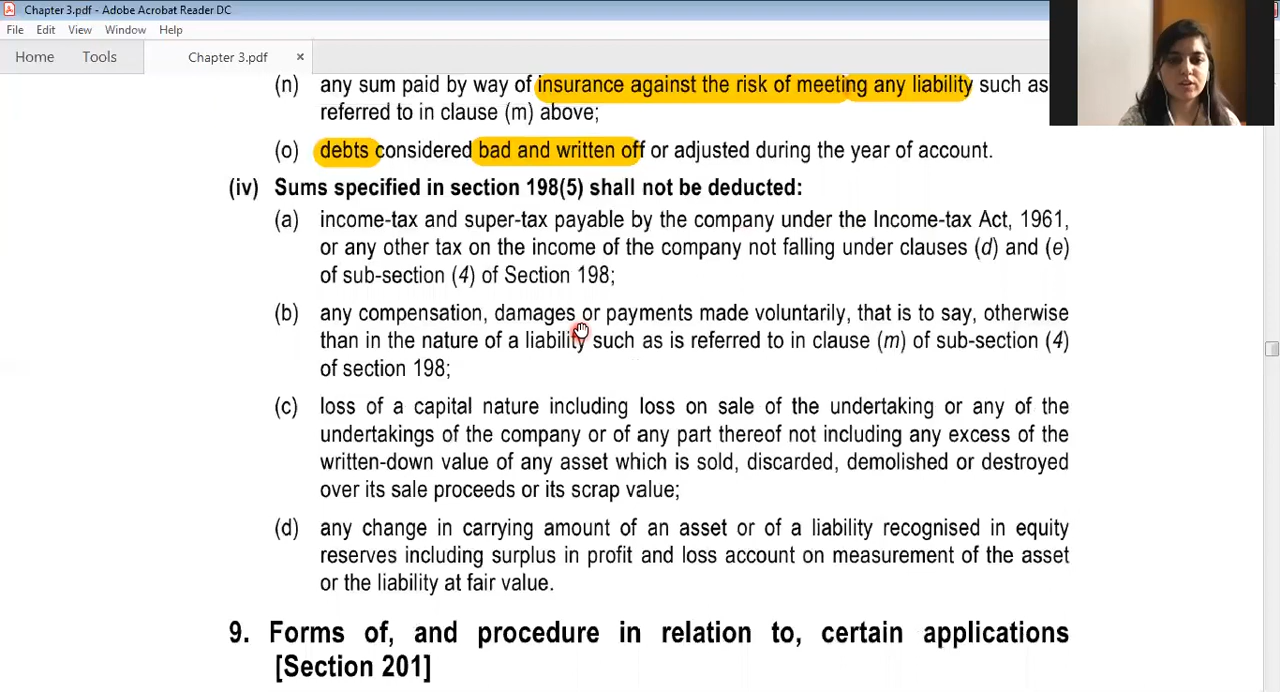 Chapter 3.pdf - Adobe Acrobat Reader DC
File Edit View Window Help
Home Tools Chapter 3.pdf ×
(n) any sum paid by way of insurance against the risk of meeting any liability such as
referred to in clause (m) above;
(o) debts considered bad and written off or adjusted during the year of account.
(iv) Sums specified in section 198(5) shall not be deducted:
(a) income-tax and super-tax payable by the company under the Income-tax Act, 1961,
or any other tax on the income of the company not falling under clauses (d) and (e)
of sub-section (4) of Section 198;
(b) any compensation, damages or payments made voluntarily, that is to say, otherwise
than in the nature of a liability such as is referred to in clause (m) of sub-section (4)
of section 198;
(c) loss of a capital nature including loss on sale of the undertaking or any of the
undertakings of the company or of any part thereof not including any excess of the
written-down value of any asset which is sold, discarded, demolished or destroyed
over its sale proceeds or its scrap value;
(d) any change in carrying amount of an asset or of a liability recognised in equity
reserves including surplus in profit and loss account on measurement of the asset
or the liability at fair value.
9. Forms of, and procedure in relation to, certain applications
[Section 201]